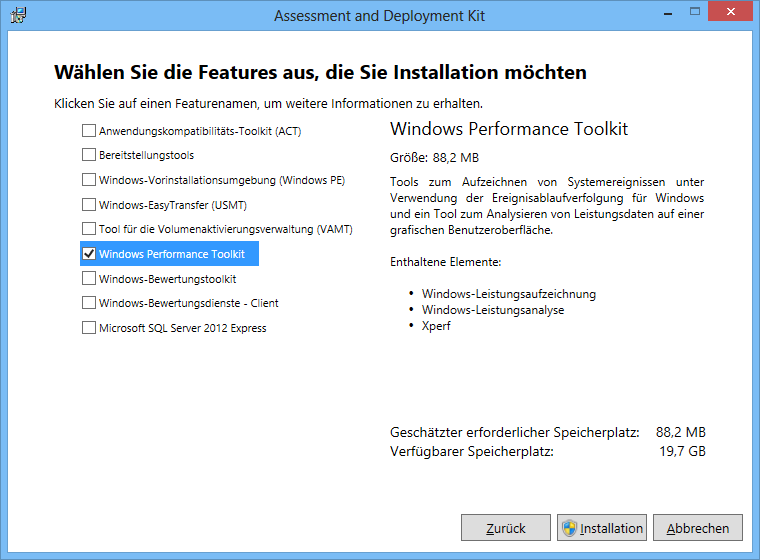 Assessment and Deployment Kit
Wählen Sie die Features aus, die Sie Installation möchten
Klicken Sie auf einen Featurenamen, um weitere Informationen zu erhalten.
Anwendungskompatibilitäts-Toolkit (ACT)
Bereitstellungstools
Windows-Vorinstallationsumgebung (Windows PE)
Windows-EasyTransfer (USMT)
Tool für die Volumenaktivierungsverwaltung (VAMT)
Windows Performance Toolkit
Windows-Bewertungstoolkit
Windows-Bewertungsdienste - Client
Microsoft SQL Server 2012 Express
Windows Performance Toolkit
Größe: 88,2 MB
Tools zum Aufzeichnen von Systemereignissen unter
Verwendung der Ereignisablaufverfolgung für Windows
und ein Tool zum Analysieren von Leistungsdaten auf einer
grafischen Benutzeroberfläche.
Enthaltene Elemente:
• Windows-Leistungsaufzeichnung
• Windows-Leistungsanalyse
• Xperf
Geschätzter erforderlicher Speicherplatz: 88,2 MB
Verfügbarer Speicherplatz: 19,7 GB
Zurück
Installation
Abbrechen